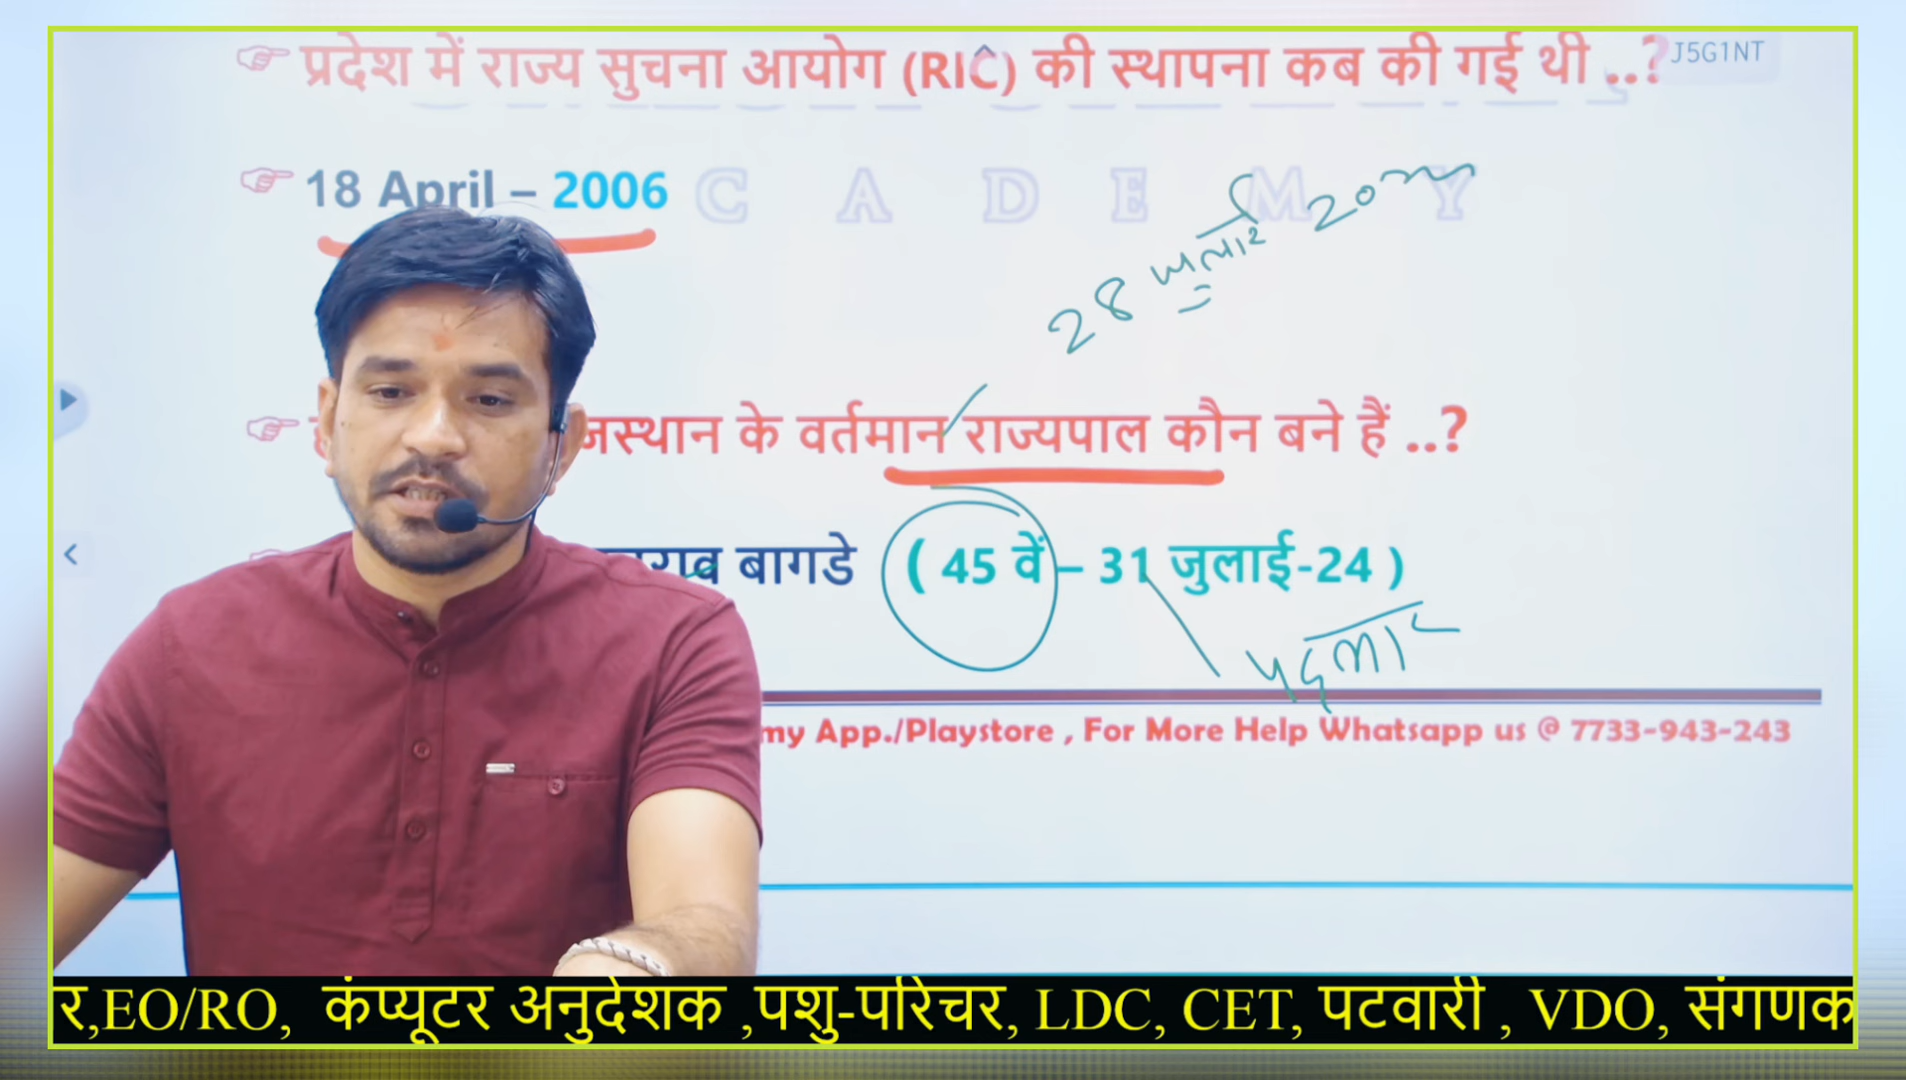 प्रदेश में राज्य सुचना आयोग (RIC) की स्थापना कब की गई थी ..?
J5G1NT
18 April – 2006
C A D E M Y
28 जुलाई 20
जस्थान के वर्तमान राज्यपाल कौन बने हैं ..?
बागडे ( 45 वें – 31 जुलाई-24 )
पदभार
my App./Playstore , For More Help Whatsapp us @ 7733-943-243
र,EO/RO, कंप्यूटर अनुदेशक ,पशु-परिचर, LDC, CET, पटवारी , VDO, संगणक